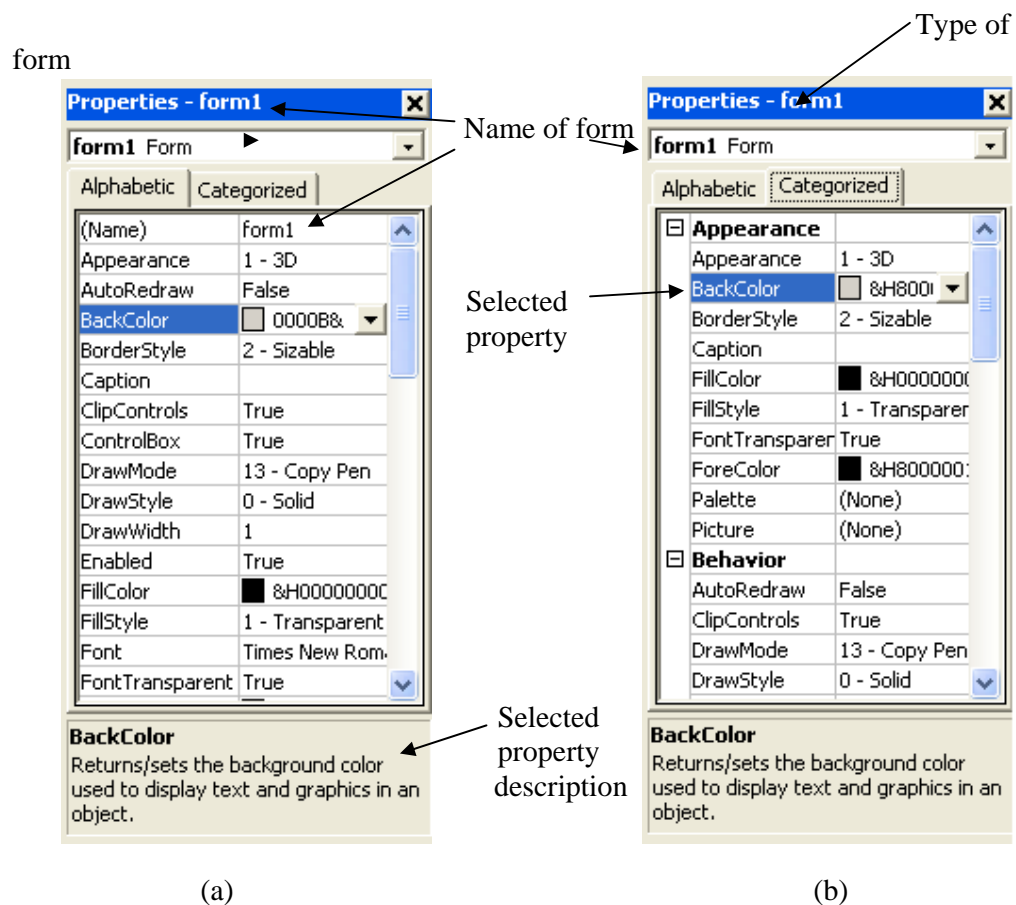 Type of
form
Properties - form1
form1 Form
Alphabetic Categorized
(Name) form1
Appearance 1 - 3D
AutoRedraw False
BackColor 0000B&
BorderStyle 2 - Sizable
Caption
ClipControls True
ControlBox True
DrawMode 13 - Copy Pen
DrawStyle 0 - Solid
DrawWidth 1
Enabled True
FillColor &H0000000
FillStyle 1 - Transparent
Font Times New Rom
FontTransparent True
BackColor
Returns/sets the background color
used to display text and graphics in an
object.
(a)
Name of form
Selected
property
Selected
property
description
Properties - form1
form1 Form
Alphabetic Categorized
Appearance
Appearance 1 - 3D
BackColor &H800
BorderStyle 2 - Sizable
Caption
FillColor &H0000000
FillStyle 1 - Transparer
FontTransparer True
ForeColor &H8000001
Palette (None)
Picture (None)
Behavior
AutoRedraw False
ClipControls True
DrawMode 13 - Copy Pen
DrawStyle 0 - Solid
BackColor
Returns/sets the background color
used to display text and graphics in an
object.
(b)